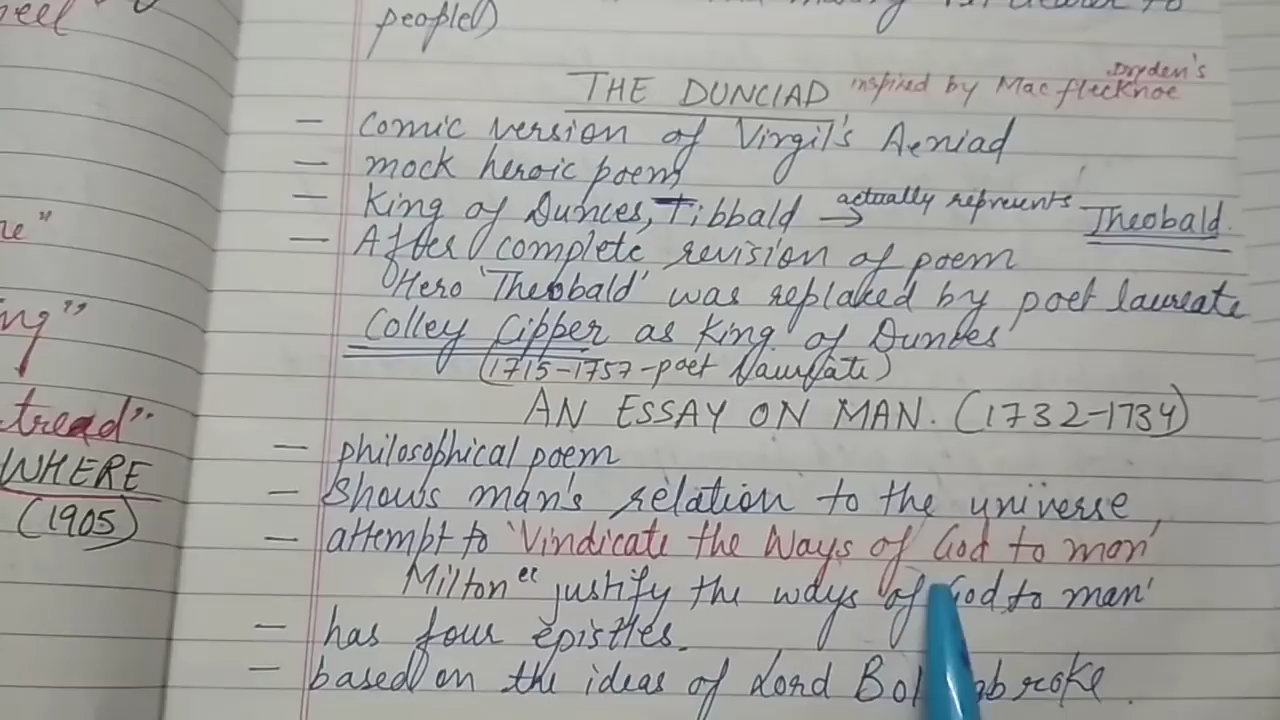 eel"
re"
ng"
tread"
WHERE
(1905)
people)
THE DUNCIAD inspired by Dryden's Mac flecknoe
- Comic version of Virgil's Aeniad
- mock heroic poem
- King of Dunces, Tibbald → actually represents Theobald.
- After complete revision of poem
Hero 'Theobald' was replaced by poet laureate
Colley Cipper as King of Dunces'
(1715-1757-poet laureate)
AN ESSAY ON MAN. (1732-1734)
- philosophical poem
- Shows man's relation to the universe,
- attempt to 'Vindicate the Ways of God to man'
Milton "justify the ways of God to man'
- has four epistles.
- based on the ideas of Lord